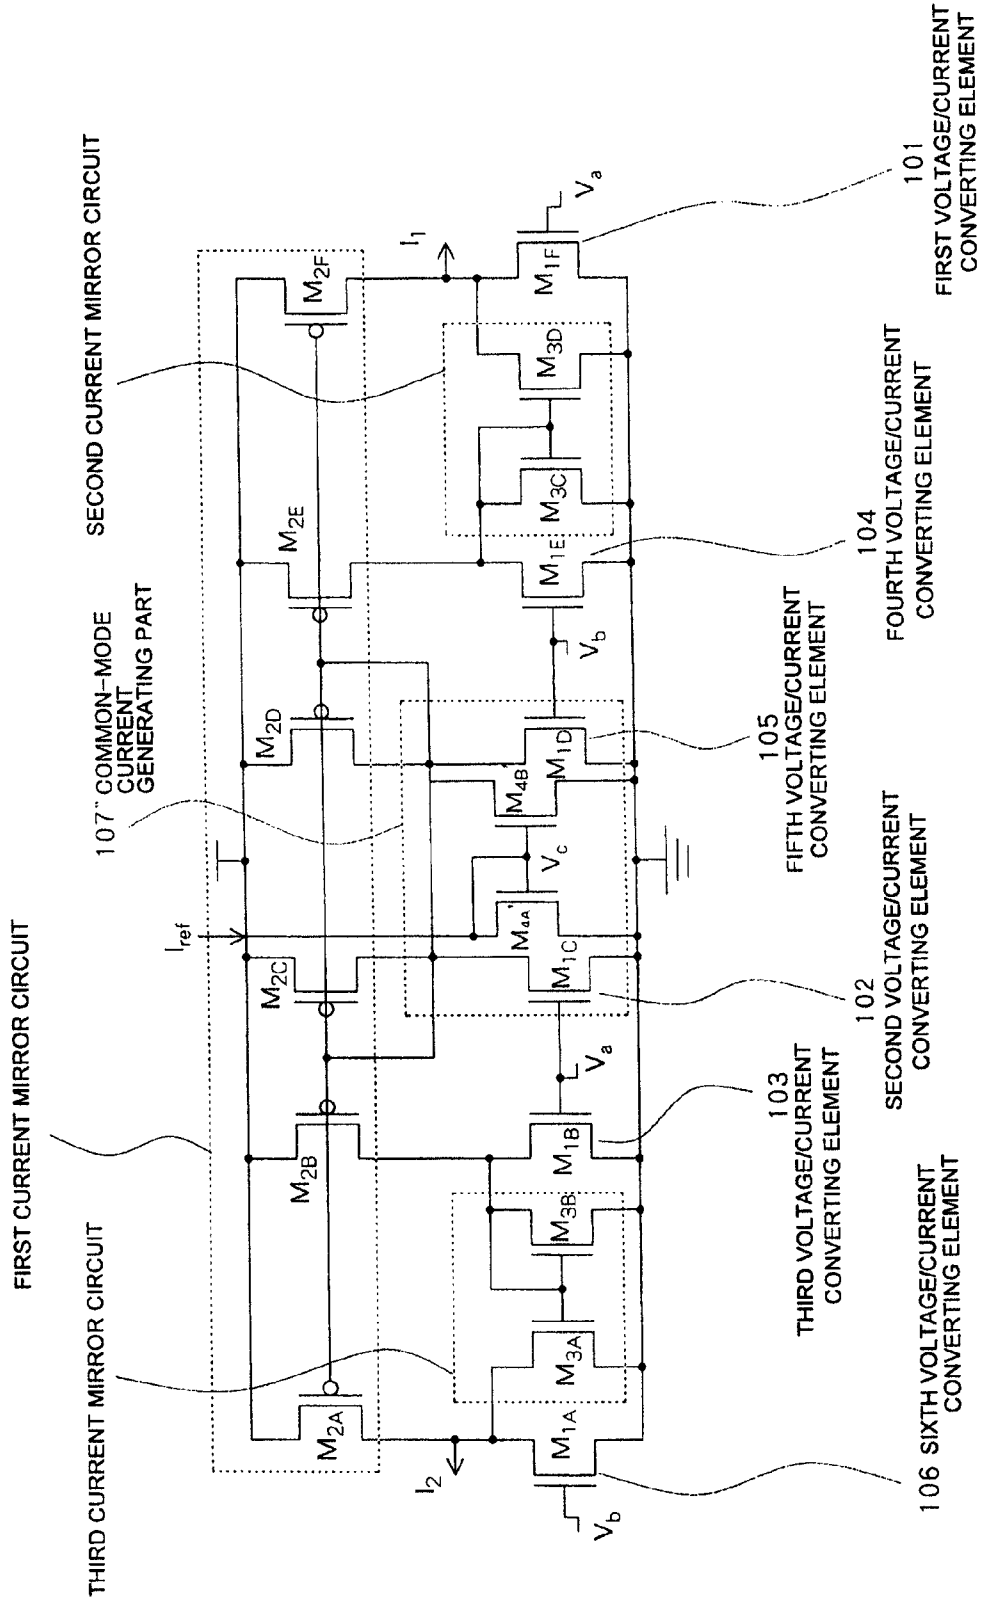 FIRST CURRENT MIRROR CIRCUIT
THIRD CURRENT MIRROR CIRCUIT
107" COMMON-MODE
CURRENT
GENERATING PART
SECOND CURRENT MIRROR CIRCUIT
Iref
M2A
M2B
M2C
M2D
M2E
M2F
I2
I1
Vb
M1A
M3A
M3B
M1B
Va
M1C
M4A'
Vc
M4B'
M1D
Vb
M1E
M3C
M3D
M1F
Va
106 SIXTH VOLTAGE/CURRENT
CONVERTING ELEMENT
103
THIRD VOLTAGE/CURRENT
CONVERTING ELEMENT
102
SECOND VOLTAGE/CURRENT
CONVERTING ELEMENT
105
FIFTH VOLTAGE/CURRENT
CONVERTING ELEMENT
104
FOURTH VOLTAGE/CURRENT
CONVERTING ELEMENT
101
FIRST VOLTAGE/CURRENT
CONVERTING ELEMENT